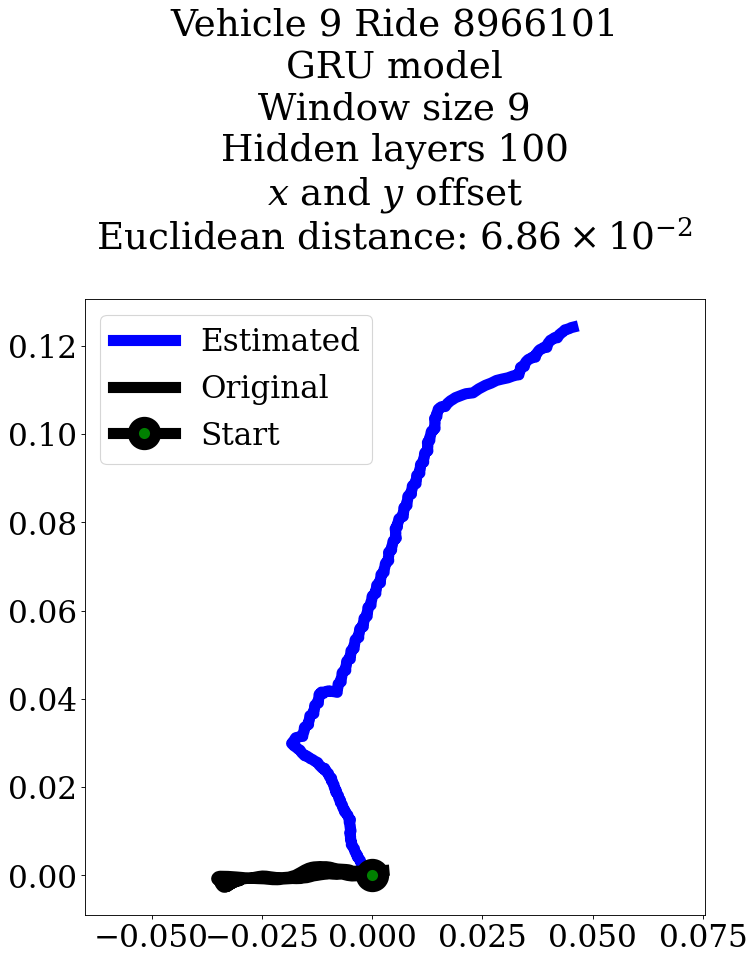 Vehicle 9 Ride 8966101
GRU model
Window size 9
Hidden layers 100
x and y offset
Euclidean distance: 6.86 × 10⁻²
Estimated
Original
Start
0.12
0.10
0.08
0.06
0.04
0.02
0.00
−0.050 −0.025 0.000 0.025 0.050 0.075